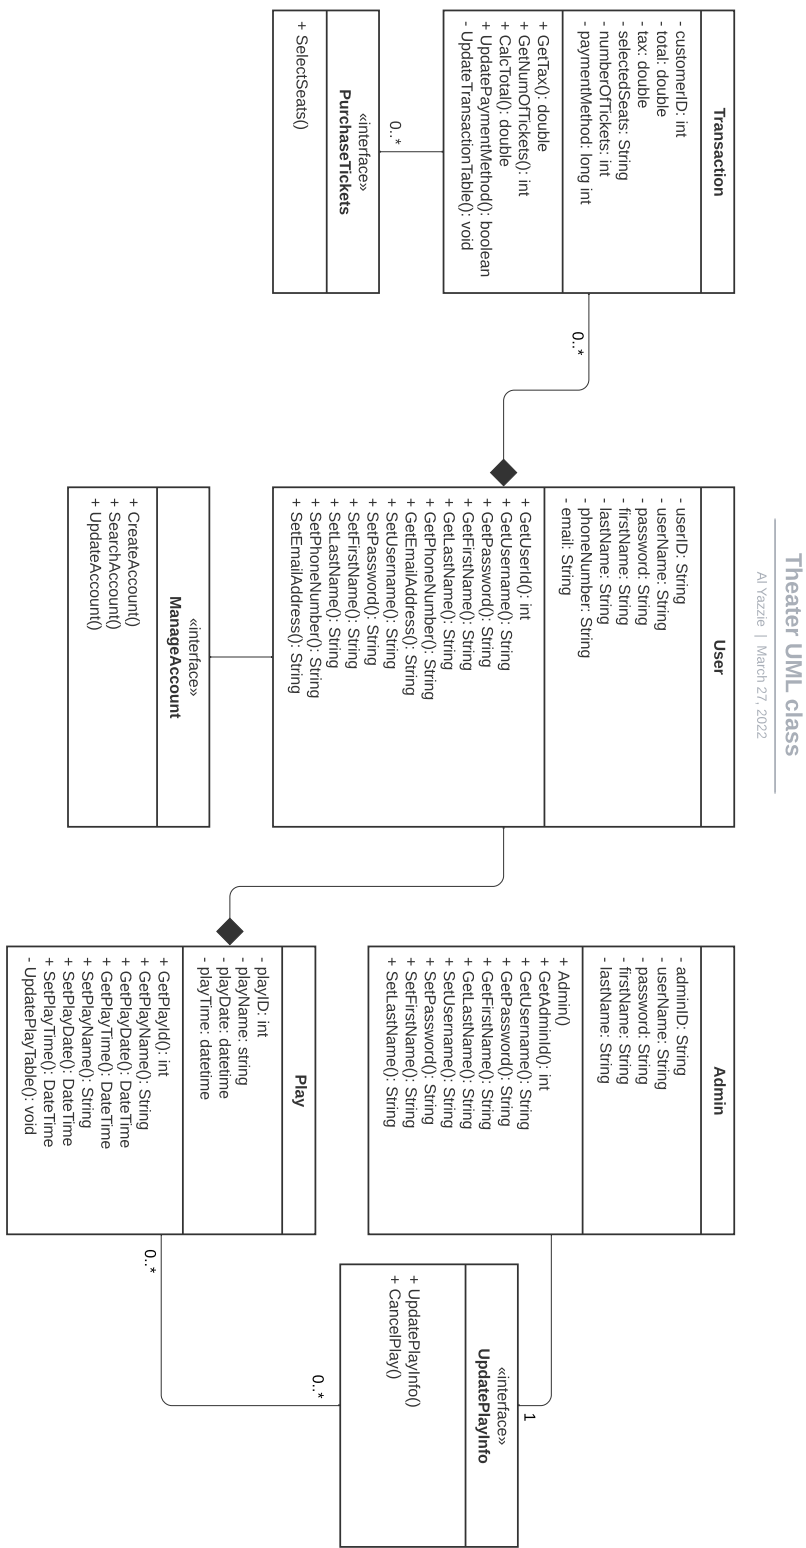 Theater UML class
Al Yazzie | March 27, 2022
Transaction
- customerID: int
- total: double
- tax: double
- selectedSeats: String
- numberOfTickets: int
- paymentMethod: long int
+ GetTax(): double
+ GetNumOfTickets(): int
+ CalcTotal(): double
+ UpdatePaymentMethod(): boolean
- UpdateTransactionTable(): void
0..*
0..*
«interface»
PurchaseTickets
+ SelectSeats()
User
- userID: String
- userName: String
- password: String
- firstName: String
- lastName: String
- phoneNumber: String
- email: String
+ GetUserId(): int
+ GetUsername(): String
+ GetPassword(): String
+ GetFirstName(): String
+ GetLastName(): String
+ GetPhoneNumber(): String
+ GetEmailAddress(): String
+ SetUsername(): String
+ SetPassword(): String
+ SetFirstName(): String
+ SetLastName(): String
+ SetPhoneNumber(): String
+ SetEmailAddress(): String
«interface»
ManageAccount
+ CreateAccount()
+ SearchAccount()
+ UpdateAccount()
Admin
- adminID: String
- userName: String
- password: String
- firstName: String
- lastName: String
+ Admin()
+ GetAdminId(): int
+ GetUsername(): String
+ GetPassword(): String
+ GetFirstName(): String
+ GetLastName(): String
+ SetUsername(): String
+ SetPassword(): String
+ SetFirstName(): String
+ SetLastName(): String
1
«interface»
UpdatePlayInfo
+ UpdatePlayInfo()
+ CancelPlay()
0..*
Play
- playID: int
- playName: string
- playDate: datetime
- playTime: datetime
+ GetPlayId(): int
+ GetPlayName(): String
+ GetPlayDate(): DateTime
+ GetPlayTime(): DateTime
+ SetPlayName(): String
+ SetPlayDate(): DateTime
+ SetPlayTime(): DateTime
- UpdatePlayTable(): void
0..*